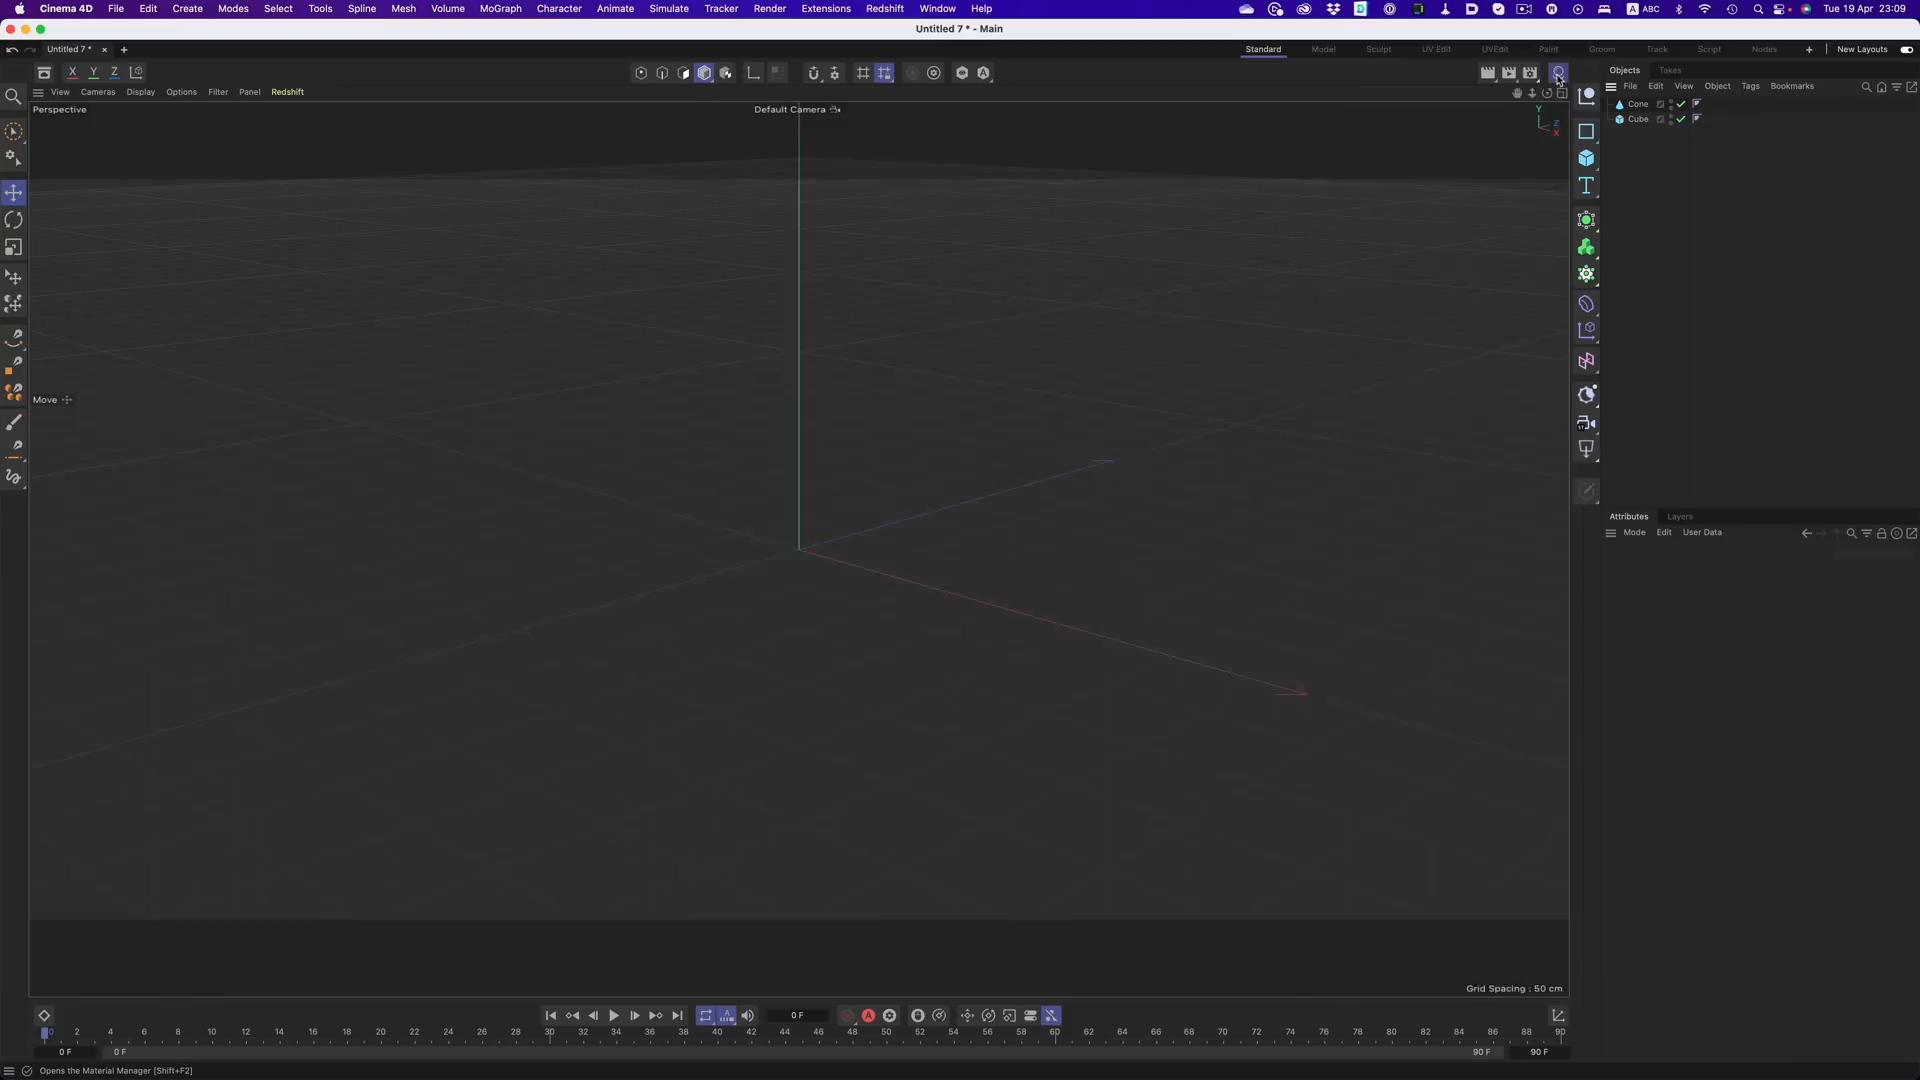 Cinema 4D File Edit Create Modes Select Tools Spline Mesh Volume MoGraph Character Animate Simulate Tracker Render Extensions Redshift Window Help A ABC Tue 19 Apr 23:09
Untitled 7 * - Main
Untitled 7 * Standard Model Sculpt UV Edit UVEdit Paint Groom Track Script Nodes New Layouts
X Y Z
Objects Takes
File Edit View Object Tags Bookmarks
View Cameras Display Options Filter Panel Redshift
Perspective Default Camera
Y
Z
X
Cone
Cube
Move
Attributes Layers
Mode Edit User Data
Grid Spacing : 50 cm
0 F
0 2 4 6 8 10 12 14 16 18 20 22 24 26 28 30 32 34 36 38 40 42 44 46 48 50 52 54 56 58 60 62 64 66 68 70 72 74 76 78 80 82 84 86 88 90
0 F 0 F 90 F 90 F
Opens the Material Manager [Shift+F2]